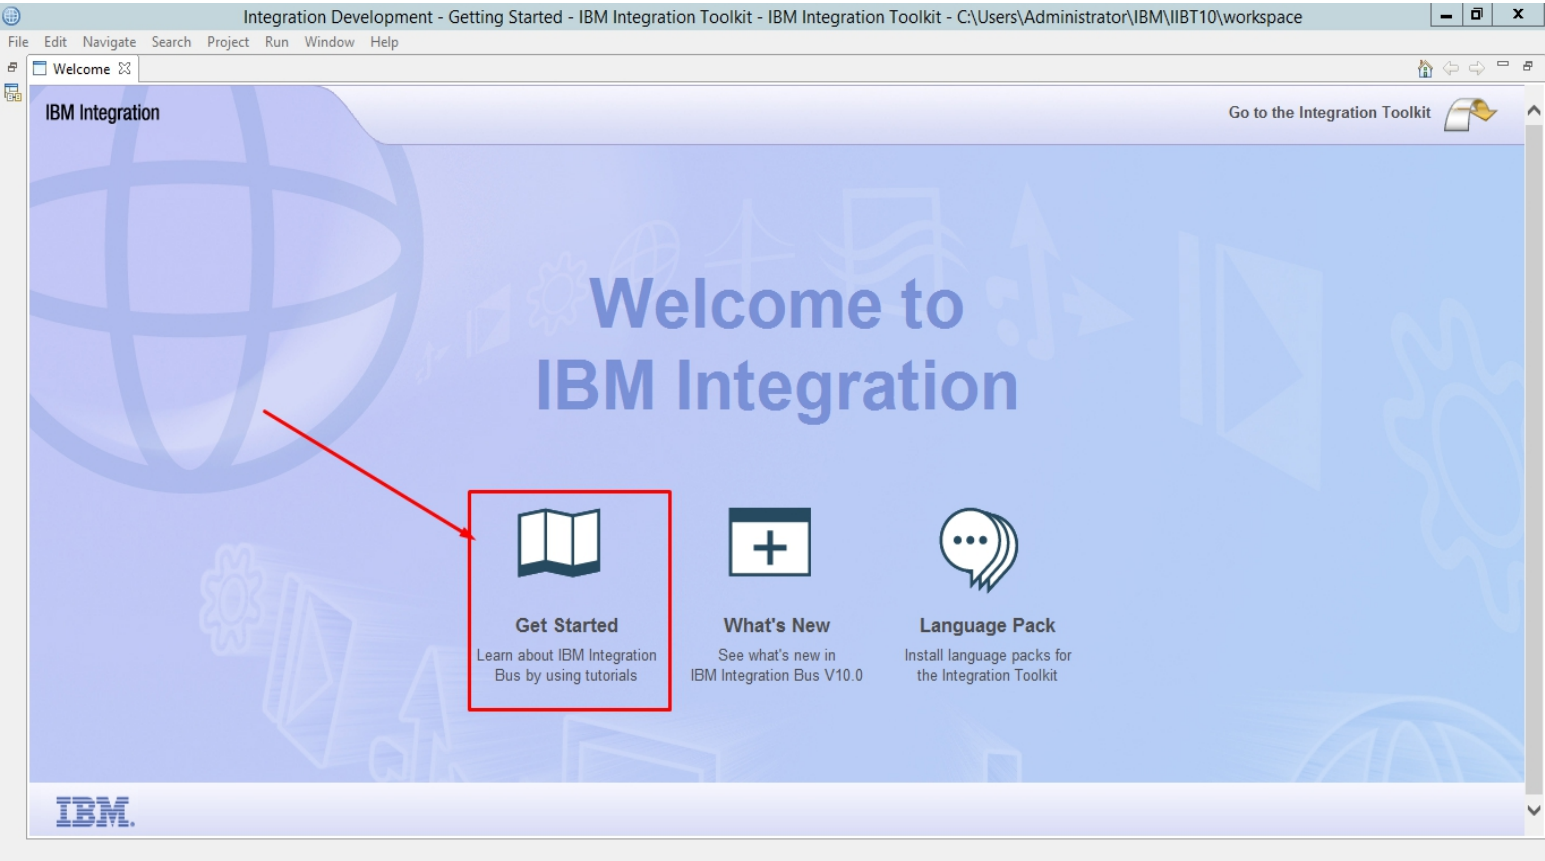 Integration Development - Getting Started - IBM Integration Toolkit - IBM Integration Toolkit - C:\Users\Administrator\IBM\IIBT10\workspace
File Edit Navigate Search Project Run Window Help
Welcome
IBM Integration
Go to the Integration Toolkit
Welcome to
IBM Integration
Get Started
Learn about IBM Integration
Bus by using tutorials
What's New
See what's new in
IBM Integration Bus V10.0
Language Pack
Install language packs for
the Integration Toolkit
IBM.